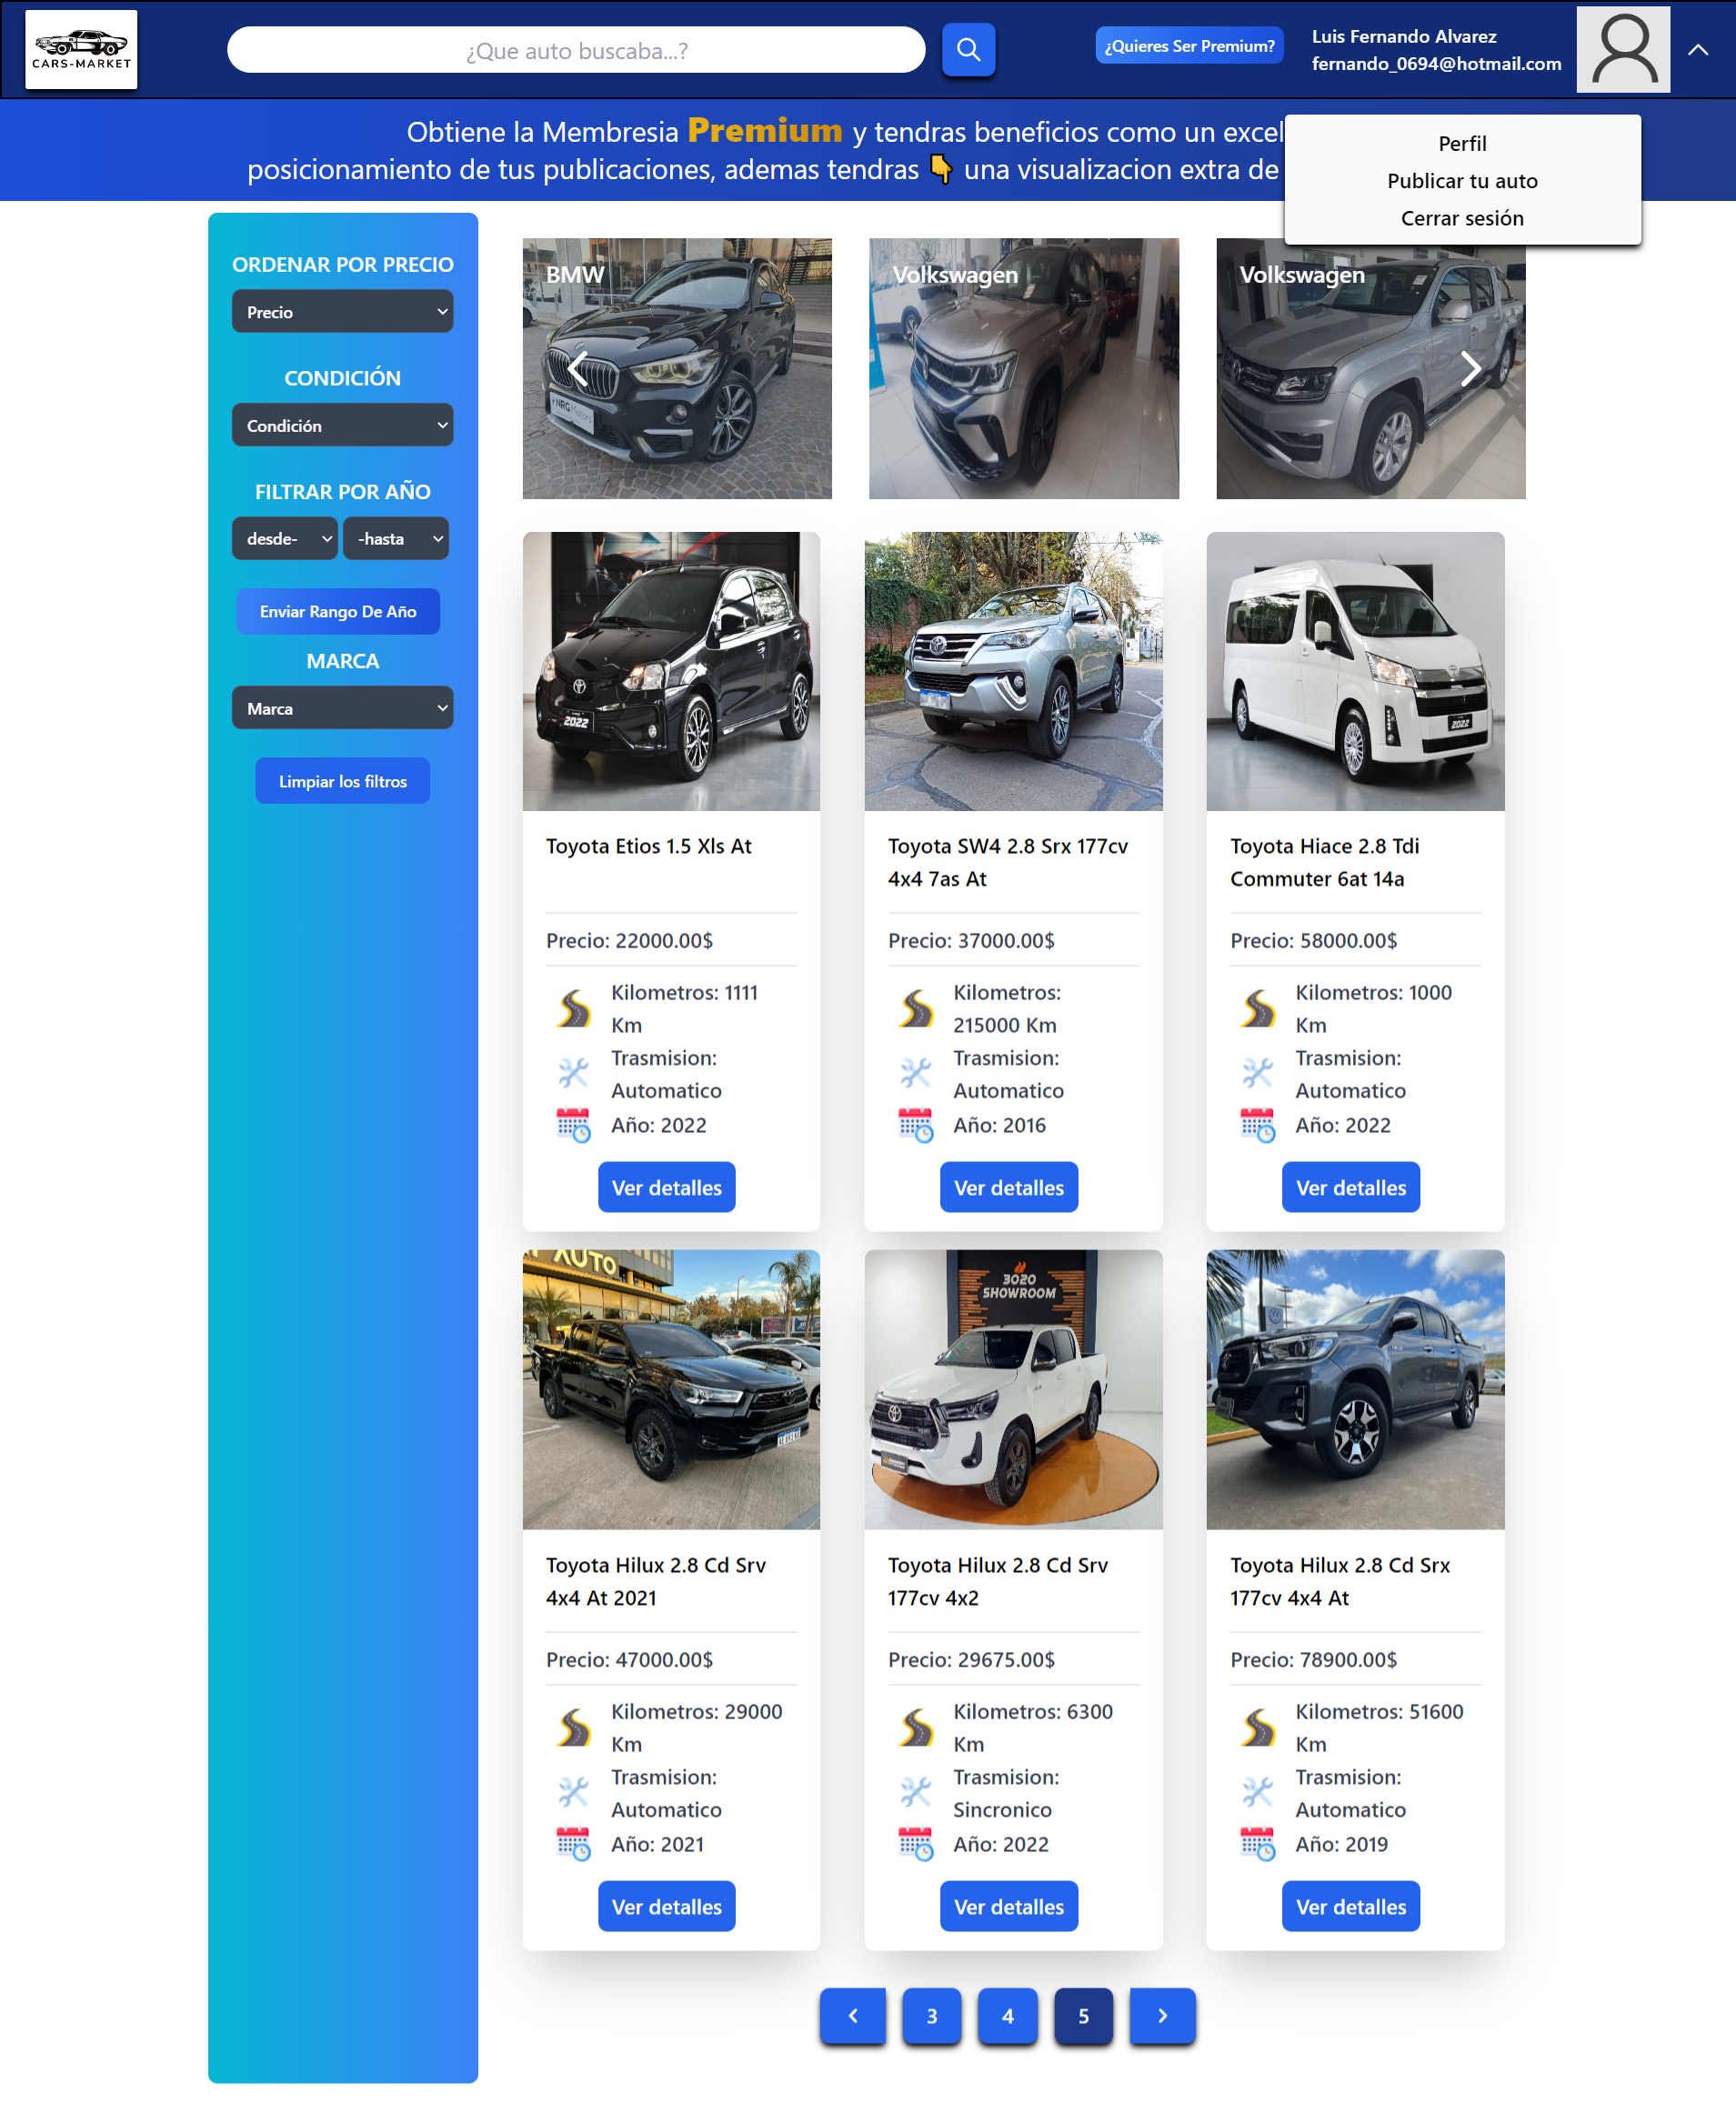 CARS-MARKET
¿Que auto buscaba...?
¿Quieres Ser Premium?
Luis Fernando Alvarez
fernando_0694@hotmail.com
Obtiene la Membresia Premium y tendras beneficios como un excel
posicionamiento de tus publicaciones, ademas tendras 👇 una visualizacion extra de
Perfil
Publicar tu auto
Cerrar sesión
ORDENAR POR PRECIO
Precio
CONDICIÓN
Condición
FILTRAR POR AÑO
desde- -hasta
Enviar Rango De Año
MARCA
Marca
Limpiar los filtros
BMW
NRG Motors
Volkswagen
Volkswagen
2022
Toyota Etios 1.5 Xls At
Precio: 22000.00$
Kilometros: 1111
Km
Trasmision:
Automatico
Año: 2022
Ver detalles
Toyota SW4 2.8 Srx 177cv
4x4 7as At
Precio: 37000.00$
Kilometros:
215000 Km
Trasmision:
Automatico
Año: 2016
Ver detalles
2022
Toyota Hiace 2.8 Tdi
Commuter 6at 14a
Precio: 58000.00$
Kilometros: 1000
Km
Trasmision:
Automatico
Año: 2022
Ver detalles
AUTO
Toyota Hilux 2.8 Cd Srv
4x4 At 2021
Precio: 47000.00$
Kilometros: 29000
Km
Trasmision:
Automatico
Año: 2021
Ver detalles
3020
SHOWROOM
Toyota Hilux 2.8 Cd Srv
177cv 4x2
Precio: 29675.00$
Kilometros: 6300
Km
Trasmision:
Sincronico
Año: 2022
Ver detalles
Toyota Hilux 2.8 Cd Srx
177cv 4x4 At
Precio: 78900.00$
Kilometros: 51600
Km
Trasmision:
Automatico
Año: 2019
Ver detalles
3 4 5